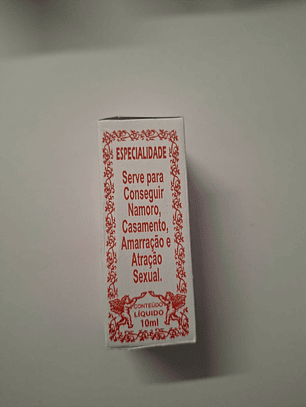 ESPECIALIDADE
Serve para
Conseguir
Namoro,
Casamento,
Amarração e
Atração
Sexual.
CONTEÚDO
LÍQUIDO
10ml